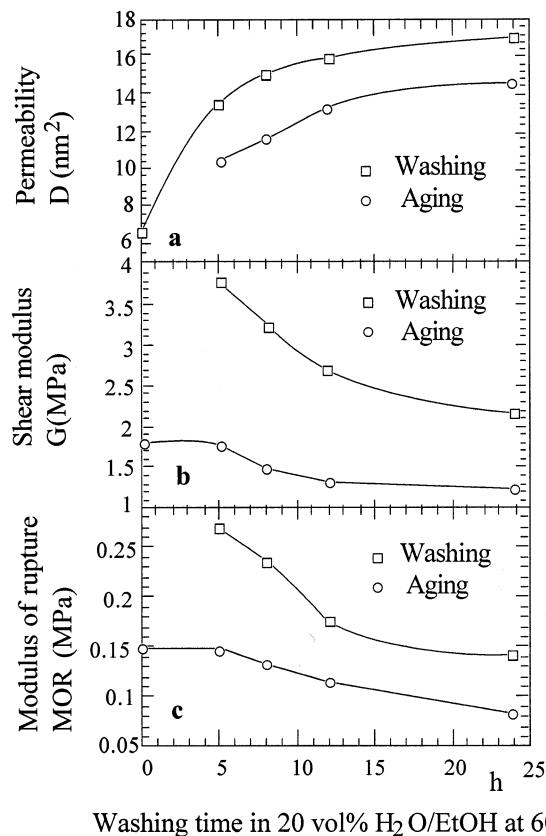 Permeability
D (nm²)
18
16
14
12
10
8
6
Washing
Aging
a
Shear modulus
G(MPa)
4
3.5
3
2.5
2
1.5
1
Washing
Aging
b
Modulus of rupture
MOR (MPa)
0.25
0.2
0.15
0.1
0.05
Washing
Aging
c
0 5 10 15 20 25
h
Washing time in 20 vol% H₂O/EtOH at